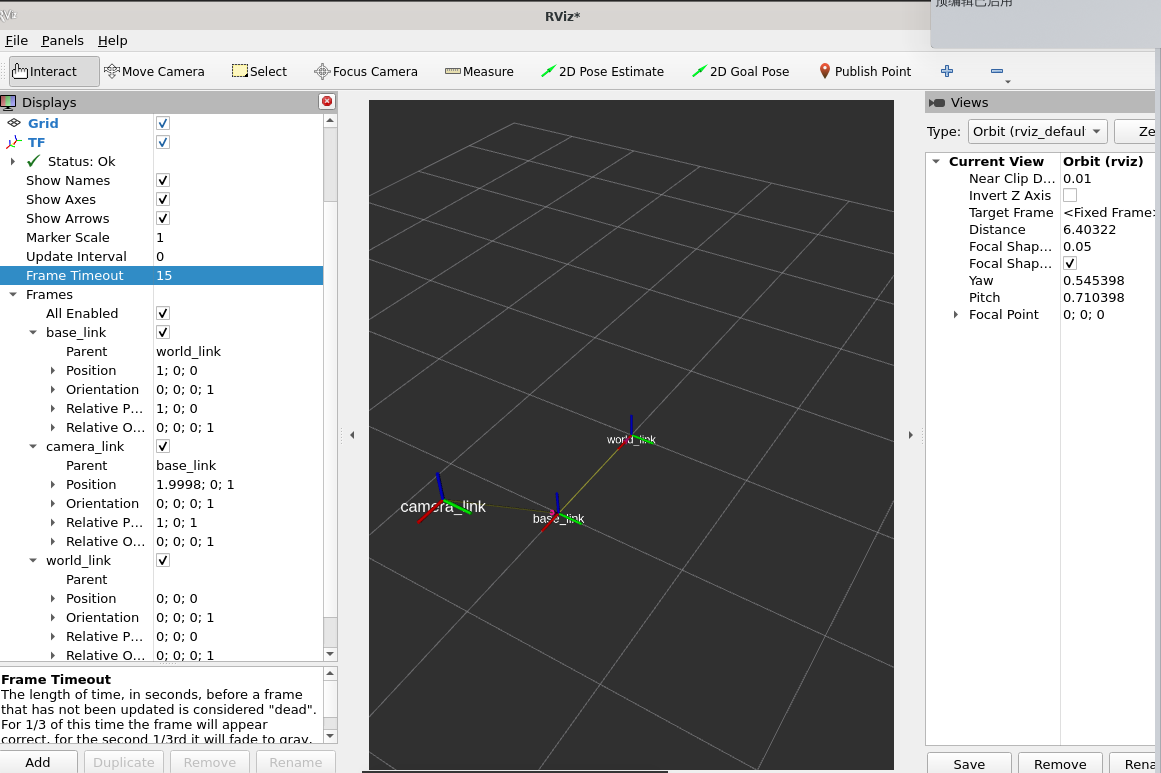 预编辑已启用
RViz*
File Panels Help
Interact Move Camera Select Focus Camera Measure 2D Pose Estimate 2D Goal Pose Publish Point
Displays
Grid
TF
Status: Ok
Show Names
Show Axes
Show Arrows
Marker Scale 1
Update Interval 0
Frame Timeout 15
Frames
All Enabled
base_link
Parent world_link
Position 1; 0; 0
Orientation 0; 0; 0; 1
Relative P... 1; 0; 0
Relative O... 0; 0; 0; 1
camera_link
Parent base_link
Position 1.9998; 0; 1
Orientation 0; 0; 0; 1
Relative P... 1; 0; 1
Relative O... 0; 0; 0; 1
world_link
Parent
Position 0; 0; 0
Orientation 0; 0; 0; 1
Relative P... 0; 0; 0
Relative O... 0; 0; 0; 1
Frame Timeout
The length of time, in seconds, before a frame
that has not been updated is considered "dead".
For 1/3 of this time the frame will appear
correct, for the second 1/3rd it will fade to gray,
Add Duplicate Remove Rename
world_link
camera_link
base_link
Views
Type: Orbit (rviz_defaul Ze
Current View Orbit (rviz)
Near Clip D... 0.01
Invert Z Axis
Target Frame <Fixed Frame>
Distance 6.40322
Focal Shap... 0.05
Focal Shap...
Yaw 0.545398
Pitch 0.710398
Focal Point 0; 0; 0
Save Remove Rena